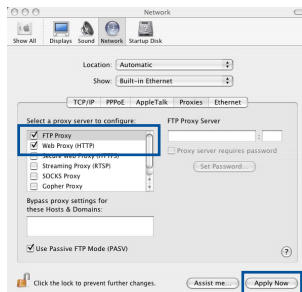 Network
Show All Displays Sound Network Startup Disk
Location: Automatic
Show: Built-in Ethernet
TCP/IP PPPoE AppleTalk Proxies Ethernet
Select a proxy server to configure:
FTP Proxy Server
FTP Proxy
Web Proxy (HTTP)
Secure Web Proxy (HTTPS)
Streaming Proxy (RTSP)
SOCKS Proxy
Gopher Proxy
:
Proxy server requires password
Set Password...
Bypass proxy settings for
these Hosts & Domains:
Use Passive FTP Mode (PASV)
?
Click the lock to prevent further changes.
Assist me...
Apply Now